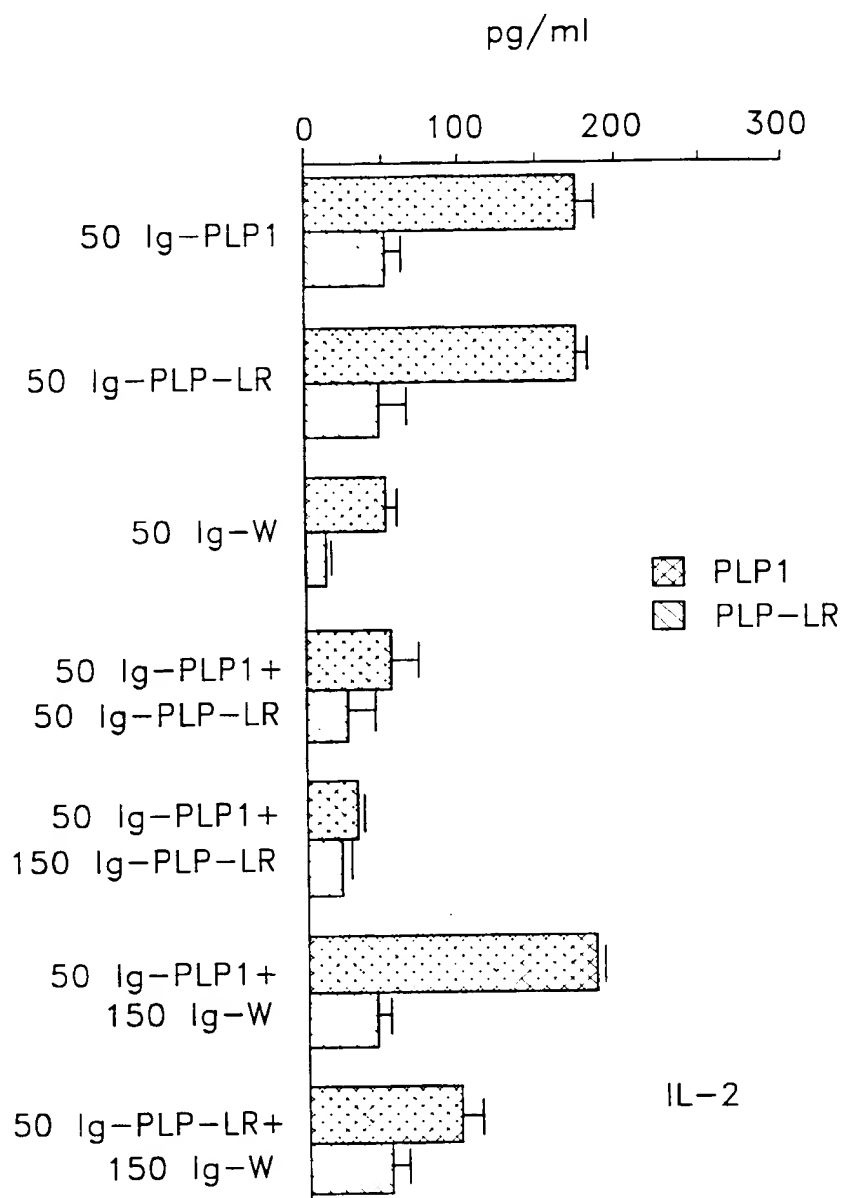 pg/ml
0 100 200 300
50 Ig-PLP1
50 Ig-PLP-LR
50 Ig-W
PLP1
PLP-LR
50 Ig-PLP1+
50 Ig-PLP-LR
50 Ig-PLP1+
150 Ig-PLP-LR
50 Ig-PLP1+
150 Ig-W
IL-2
50 Ig-PLP-LR+
150 Ig-W